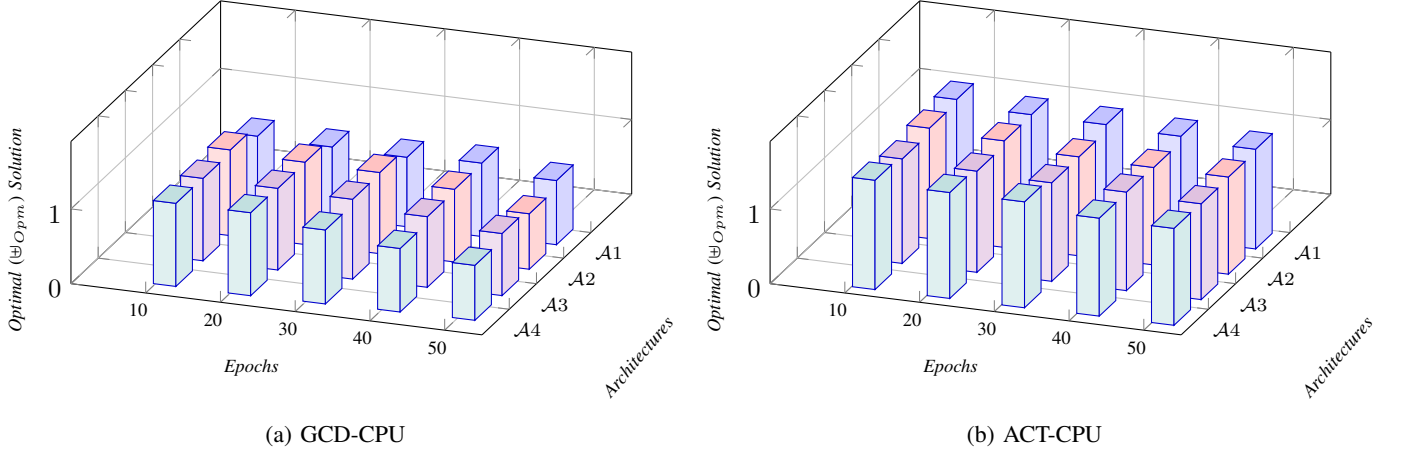 Optimal (⊎Opm) Solution
1
0
10
20
30
40
50
Epochs
𝒜1
𝒜2
𝒜3
𝒜4
Architectures
(a) GCD-CPU
Optimal (⊎Opm) Solution
1
0
10
20
30
40
50
Epochs
𝒜1
𝒜2
𝒜3
𝒜4
Architectures
(b) ACT-CPU